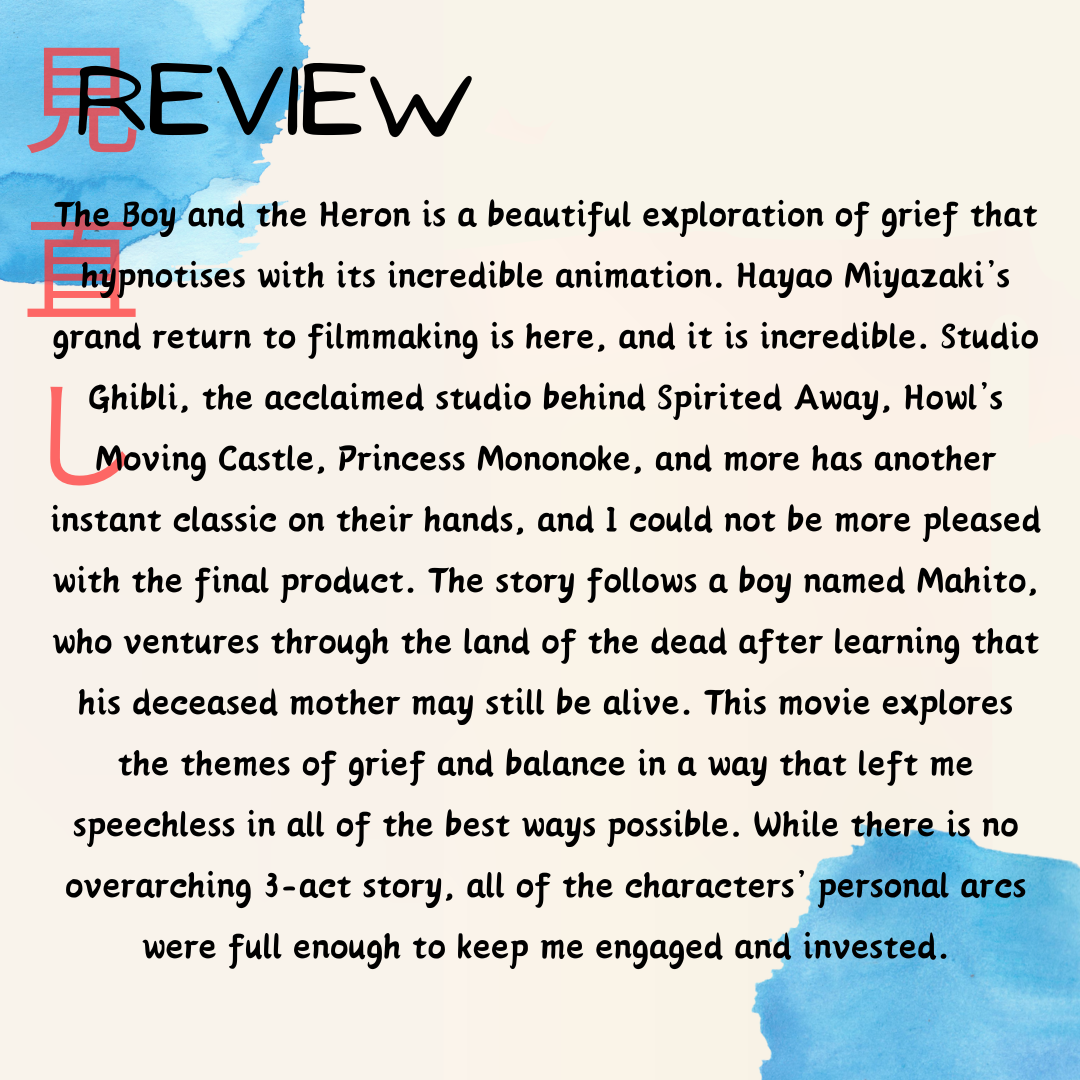 見直し
REVIEW
The Boy and the Heron is a beautiful exploration of grief that
hypnotises with its incredible animation. Hayao Miyazaki's
grand return to filmmaking is here, and it is incredible. Studio
Ghibli, the acclaimed studio behind Spirited Away, Howl's
Moving Castle, Princess Mononoke, and more has another
instant classic on their hands, and I could not be more pleased
with the final product. The story follows a boy named Mahito,
who ventures through the land of the dead after learning that
his deceased mother may still be alive. This movie explores
the themes of grief and balance in a way that left me
speechless in all of the best ways possible. While there is no
overarching 3-act story, all of the characters' personal arcs
were full enough to keep me engaged and invested.